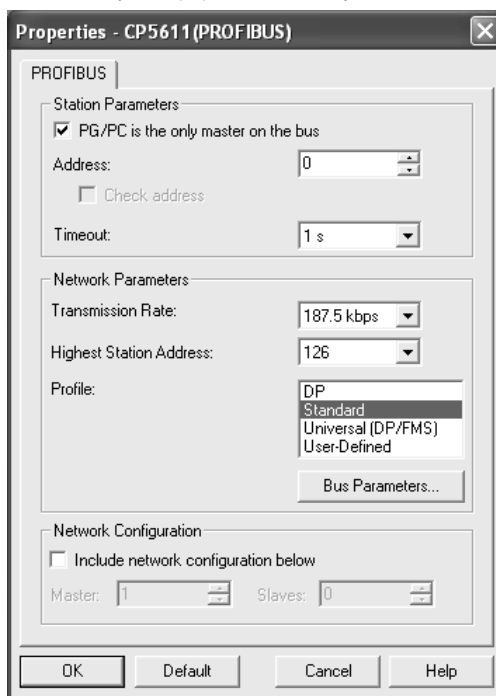 Properties - CP5611(PROFIBUS)
PROFIBUS
Station Parameters
PG/PC is the only master on the bus
Address:
0
Check address
Timeout:
1 s
Network Parameters
Transmission Rate:
187.5 kbps
Highest Station Address:
126
Profile:
DP
Standard
Universal (DP/FMS)
User-Defined
Bus Parameters...
Network Configuration
Include network configuration below
Master:
1
Slaves:
0
OK
Default
Cancel
Help